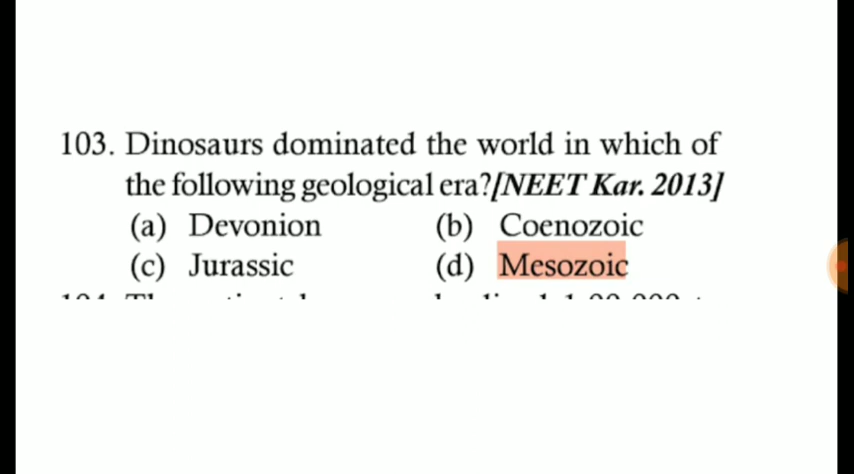 103. Dinosaurs dominated the world in which of
the following geological era?[NEET Kar. 2013]
(a) Devonion (b) Coenozoic
(c) Jurassic (d) Mesozoic